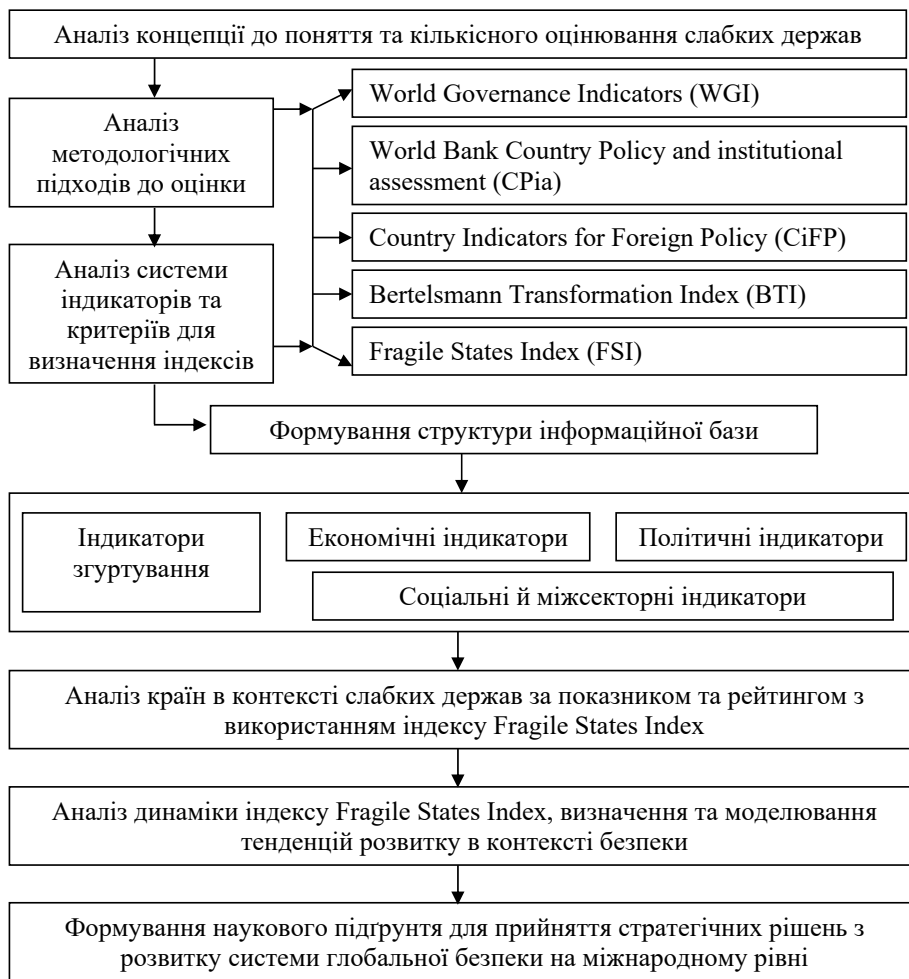 Аналіз концепції до поняття та кількісного оцінювання слабких держав
Аналіз
методологічних
підходів до оцінки
World Governance Indicators (WGI)
World Bank Country Policy and institutional
assessment (CPia)
Country Indicators for Foreign Policy (CiFP)
Аналіз системи
індикаторів та
критеріїв для
визначення індексів
Bertelsmann Transformation Index (BTI)
Fragile States Index (FSI)
Формування структури інформаційної бази
Індикатори
згуртування
Економічні індикатори
Політичні індикатори
Соціальні й міжсекторні індикатори
Аналіз країн в контексті слабких держав за показником та рейтингом з
використанням індексу Fragile States Index
Аналіз динаміки індексу Fragile States Index, визначення та моделювання
тенденцій розвитку в контексті безпеки
Формування наукового підґрунтя для прийняття стратегічних рішень з
розвитку системи глобальної безпеки на міжнародному рівні